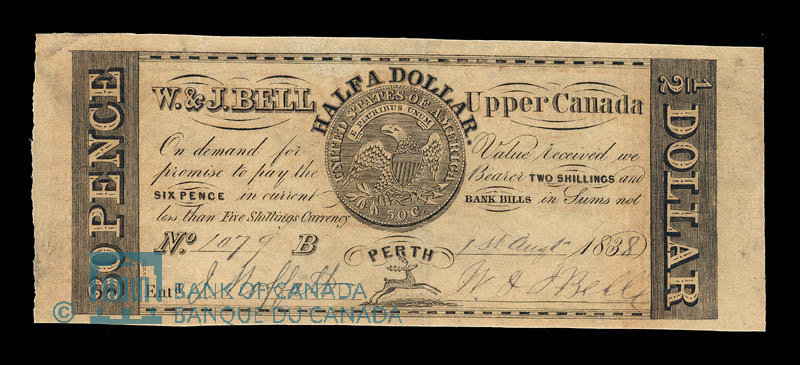 30 PENCE
HALF A DOLLAR.
W. & J. BELL Upper Canada
UNITED STATES OF AMERICA
E PLURIBUS UNUM
50 C
On demand for Value received we
promise to pay the Bearer TWO SHILLINGS and
SIX PENCE in current BANK BILLS in Sums not
less than Five Shillings Currency
No. 1079 B 1st Augt 1838
PERTH
Entd. W & J Bell
1/2 DOLLAR
© BANK OF CANADA
BANQUE DU CANADA